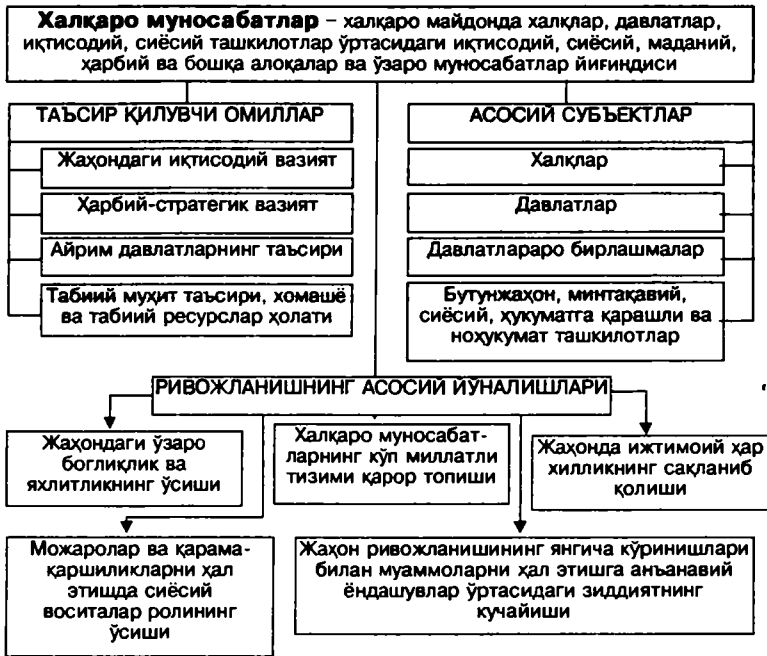 Халқаро муносабатлар – халқаро майдонда халқлар, давлатлар,
иқтисодий, сиёсий ташкилотлар ўртасидаги иқтисодий, сиёсий, маданий,
ҳарбий ва бошқа алоқалар ва ўзаро муносабатлар йиғиндиси
ТАЪСИР ҚИЛУВЧИ ОМИЛЛАР
Жаҳондаги иқтисодий вазият
Ҳарбий-стратегик вазият
Айрим давлатларнинг таъсири
Табиий муҳит таъсири, хомашё
ва табиий ресурслар ҳолати
АСОСИЙ СУБЪЕКТЛАР
Халқлар
Давлатлар
Давлатлараро бирлашмалар
Бутунжаҳон, минтақавий,
сиёсий, ҳукуматга қарашли ва
ноҳукумат ташкилотлар
РИВОЖЛАНИШНИНГ АСОСИЙ ЙУНАЛИШЛАРИ
Жаҳондаги ўзаро
боглиқлик ва
яхлитликнинг ўсиши
Халқаро муносабат-
ларнинг кўп миллатли
тизими қарор топиши
Жаҳонда ижтимоий ҳар
хилликнинг сақланиб
қолиши
Можаролар ва қарама-
қаршиликларни ҳал
этишда сиёсий
воситалар ролининг
ўсиши
Жаҳон ривожланишининг янгича кўринишлари
билан муаммоларни ҳал этишга анъанавий
ёндашувлар ўртасидаги зиддиятнинг
кучайиши